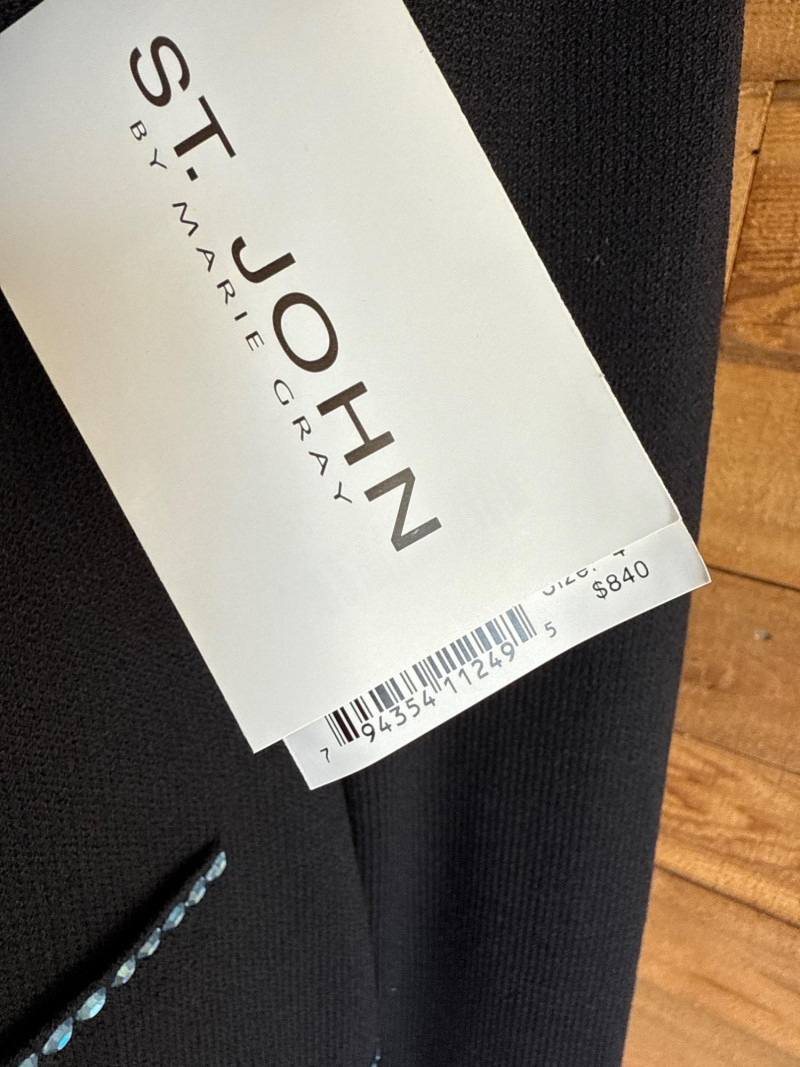 ST. JOHN
BY MARIE GRAY
$840
7 94354 11249 5